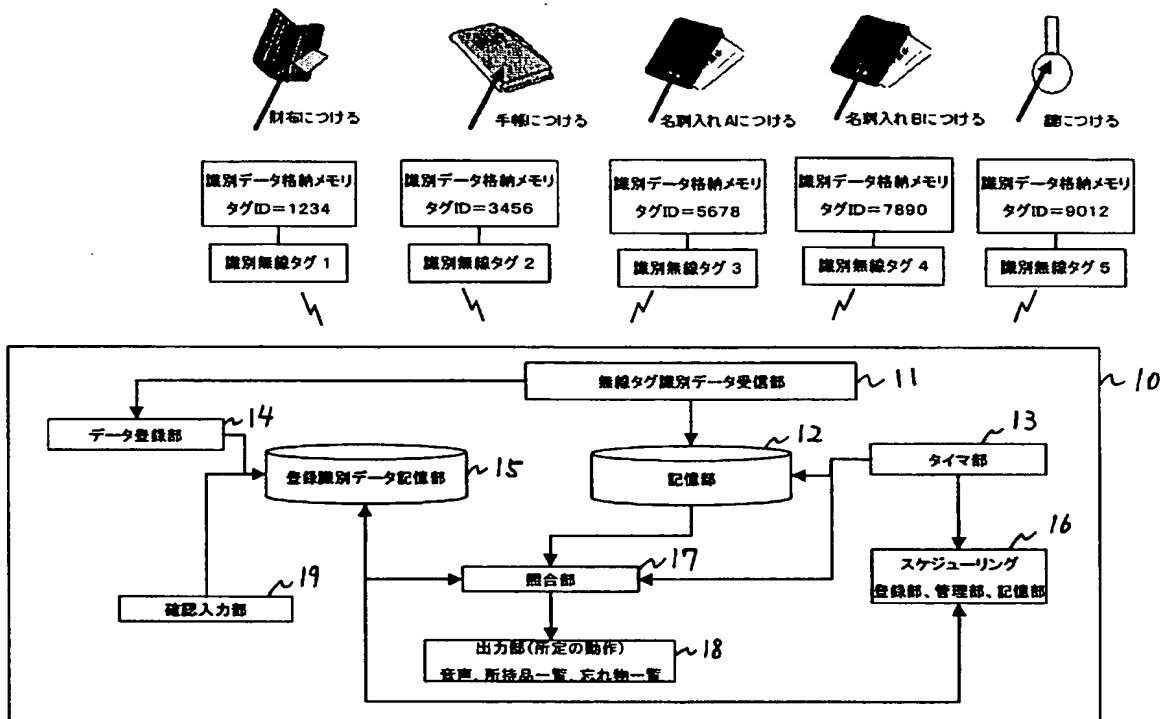 財布につける
手帳につける
名刺入れAにつける
名刺入れBにつける
鍵につける
識別データ格納メモリ
タグID=1234
識別データ格納メモリ
タグID=3456
識別データ格納メモリ
タグID=5678
識別データ格納メモリ
タグID=7890
識別データ格納メモリ
タグID=9012
識別無線タグ 1
識別無線タグ 2
識別無線タグ 3
識別無線タグ 4
識別無線タグ 5
無線タグ識別データ受信部
11
10
データ登録部
14
登録識別データ記憶部
15
記憶部
12
タイマ部
13
スケジューリング
登録部、管理部、記憶部
16
照合部
17
確認入力部
19
出力部(所定の動作)
音声、所持品一覧、忘れ物一覧
18